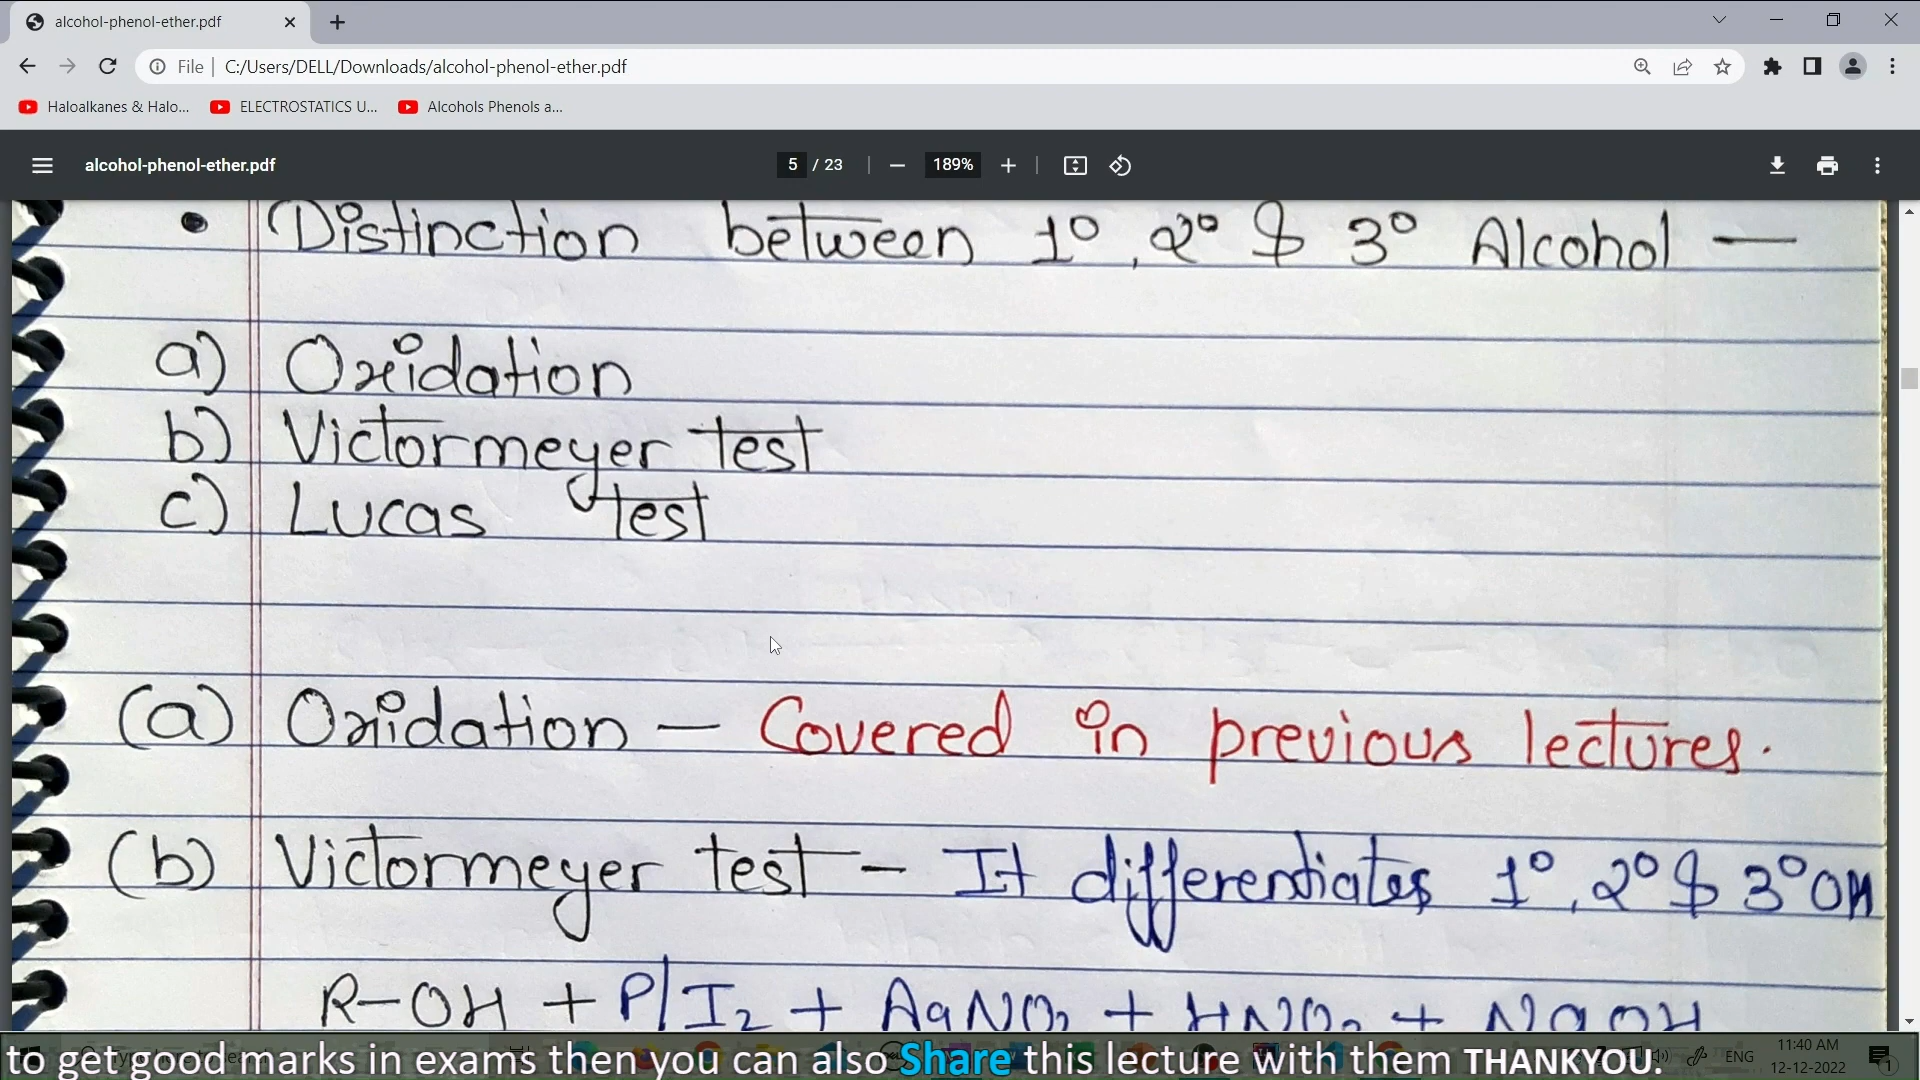 alcohol-phenol-ether.pdf
File | C:/Users/DELL/Downloads/alcohol-phenol-ether.pdf
Haloalkanes & Halo... ELECTROSTATICS U... Alcohols Phenols a...
alcohol-phenol-ether.pdf 5 / 23 189%
• Distinction between 1°, 2° & 3° Alcohol —
a) Oxidation
b) Victormeyer test
c) Lucas test
(a) Oxidation — Covered in previous lectures.
(b) Victormeyer test — It differentiates 1°, 2° & 3° OH
R-OH + P/I₂ + AgNO₂ + HNO₂ + NaOH
to get good marks in exams then you can also Share this lecture with them THANKYOU.
ENG
11:40 AM
12-12-2022
1